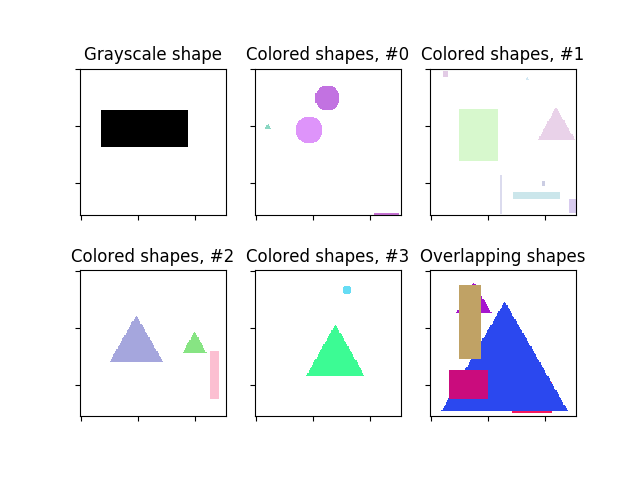 Grayscale shape
Colored shapes, #0
Colored shapes, #1
Colored shapes, #2
Colored shapes, #3
Overlapping shapes